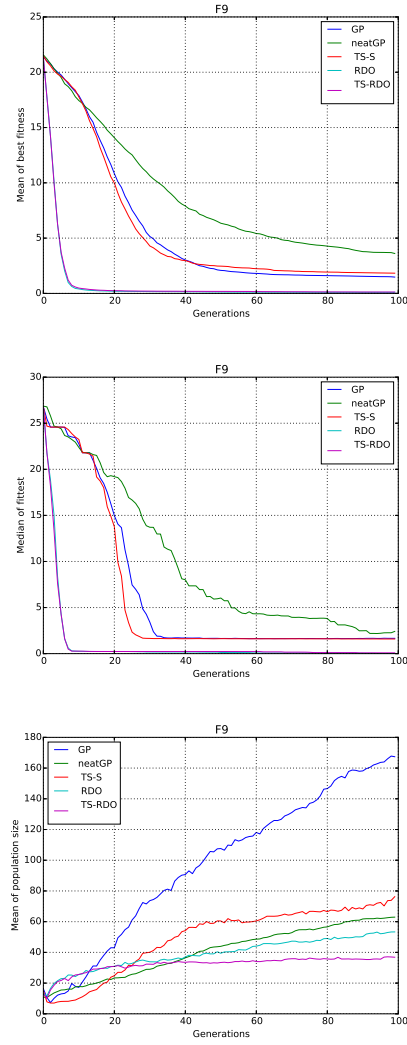 F9
25
20
15
10
5
0
0 20 40 60 80 100
Mean of best fitness
Generations
GP
neatGP
TS-S
RDO
TS-RDO
F9
30
25
20
15
10
5
0
0 20 40 60 80 100
Median of fittest
Generations
GP
neatGP
TS-S
RDO
TS-RDO
F9
180
160
140
120
100
80
60
40
20
0
0 20 40 60 80 100
Mean of population size
Generations
GP
neatGP
TS-S
RDO
TS-RDO